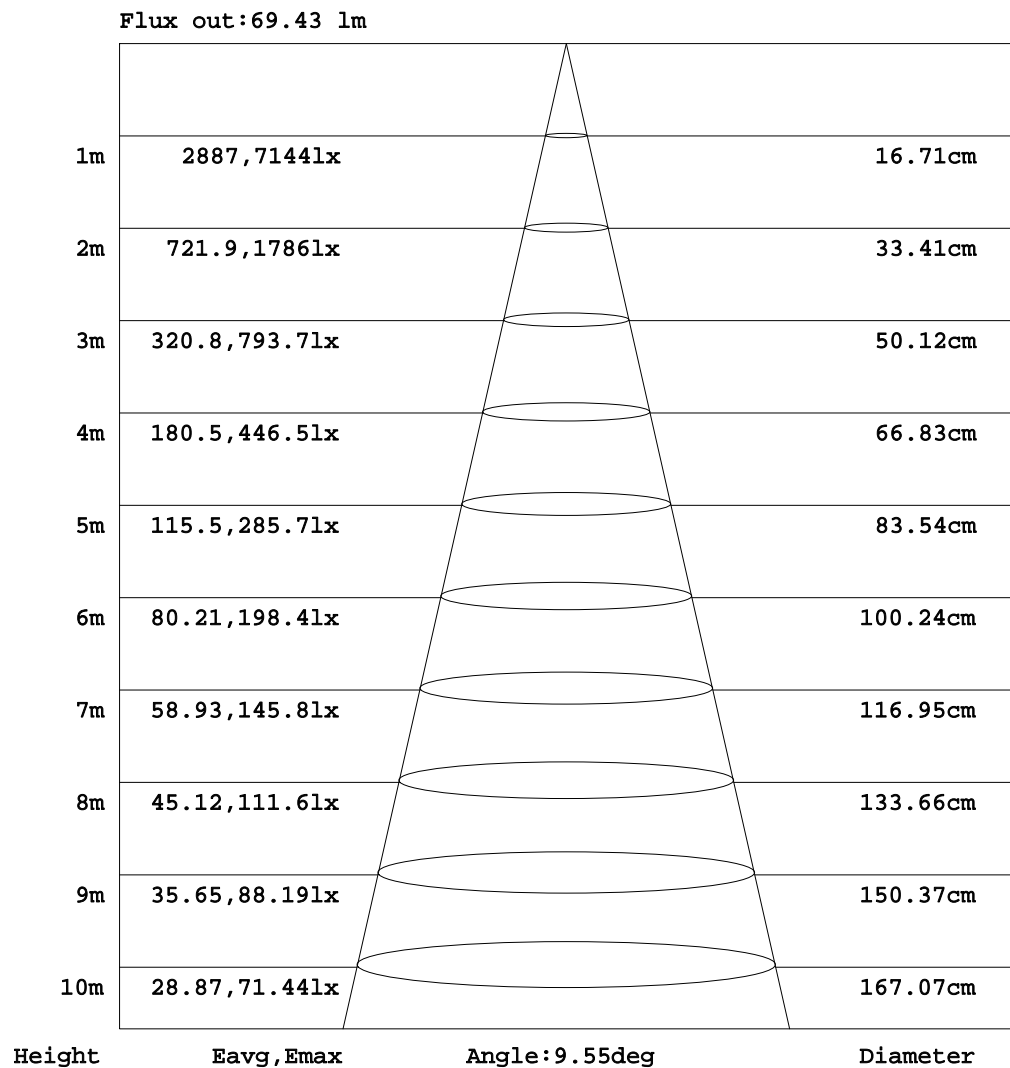 Flux out:69.43 lm
1m 2887,7144lx 16.71cm
2m 721.9,1786lx 33.41cm
3m 320.8,793.7lx 50.12cm
4m 180.5,446.5lx 66.83cm
5m 115.5,285.7lx 83.54cm
6m 80.21,198.4lx 100.24cm
7m 58.93,145.8lx 116.95cm
8m 45.12,111.6lx 133.66cm
9m 35.65,88.19lx 150.37cm
10m 28.87,71.44lx 167.07cm
Height Eavg,Emax Angle:9.55deg Diameter